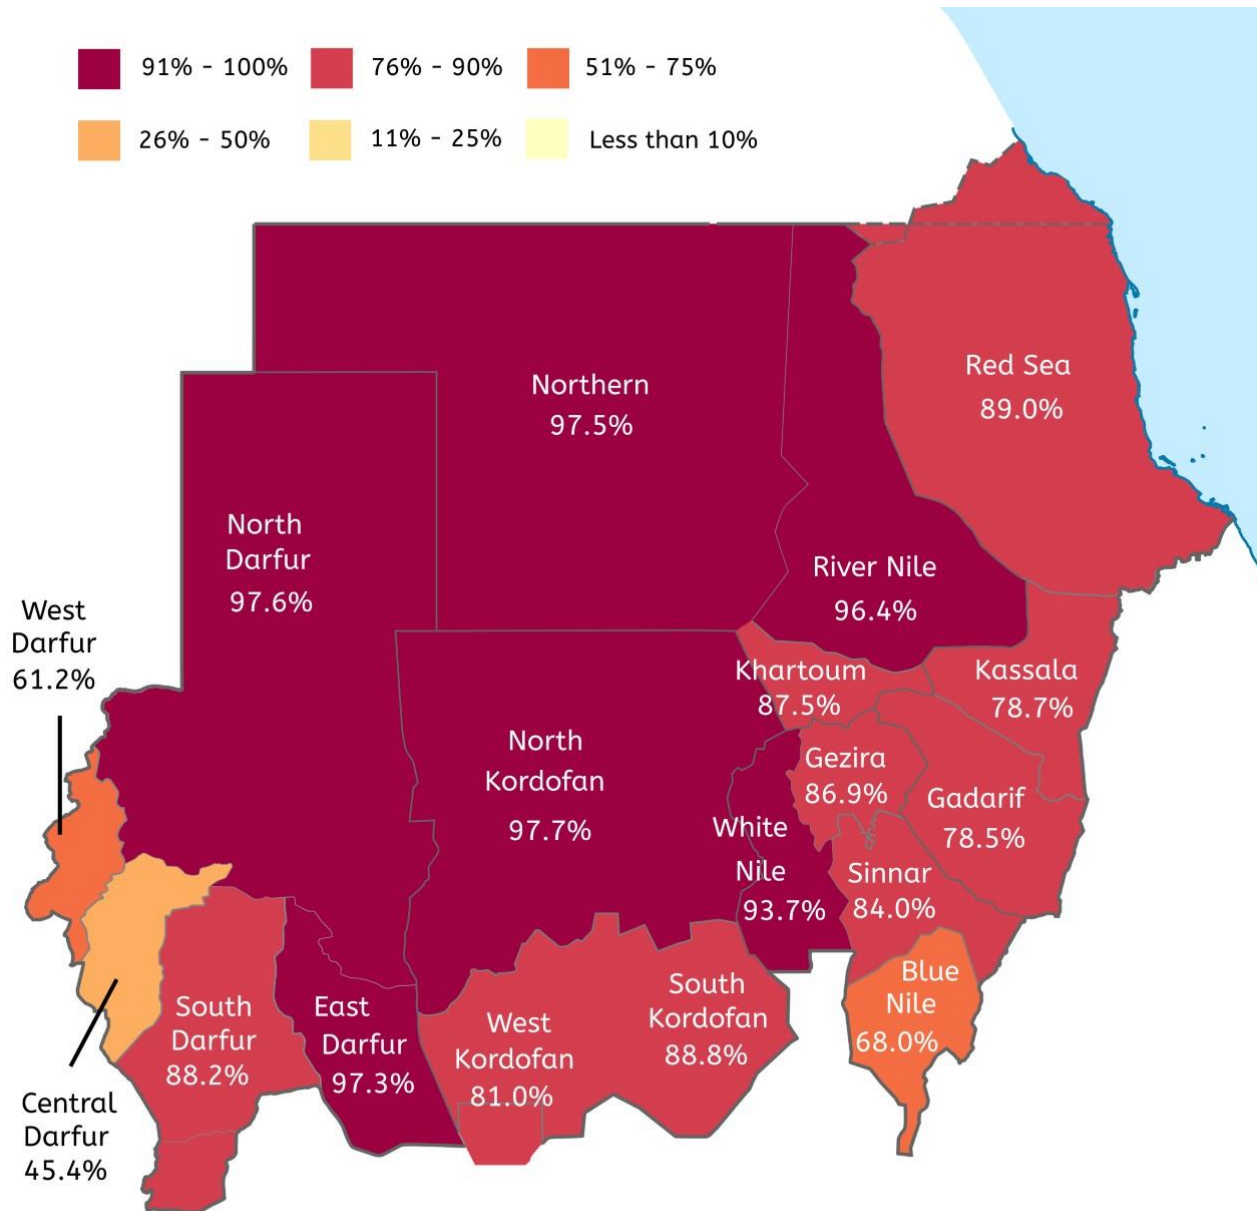 91% - 100%
76% - 90%
51% - 75%
26% - 50%
11% - 25%
Less than 10%
Northern
97.5%
Red Sea
89.0%
North
Darfur
97.6%
River Nile
96.4%
West
Darfur
61.2%
Khartoum
87.5%
Kassala
78.7%
North
Kordofan
97.7%
Gezira
86.9%
Gadarif
78.5%
White
Nile
93.7%
Sinnar
84.0%
Blue
Nile
68.0%
South
Kordofan
88.8%
West
Kordofan
81.0%
East
Darfur
97.3%
South
Darfur
88.2%
Central
Darfur
45.4%